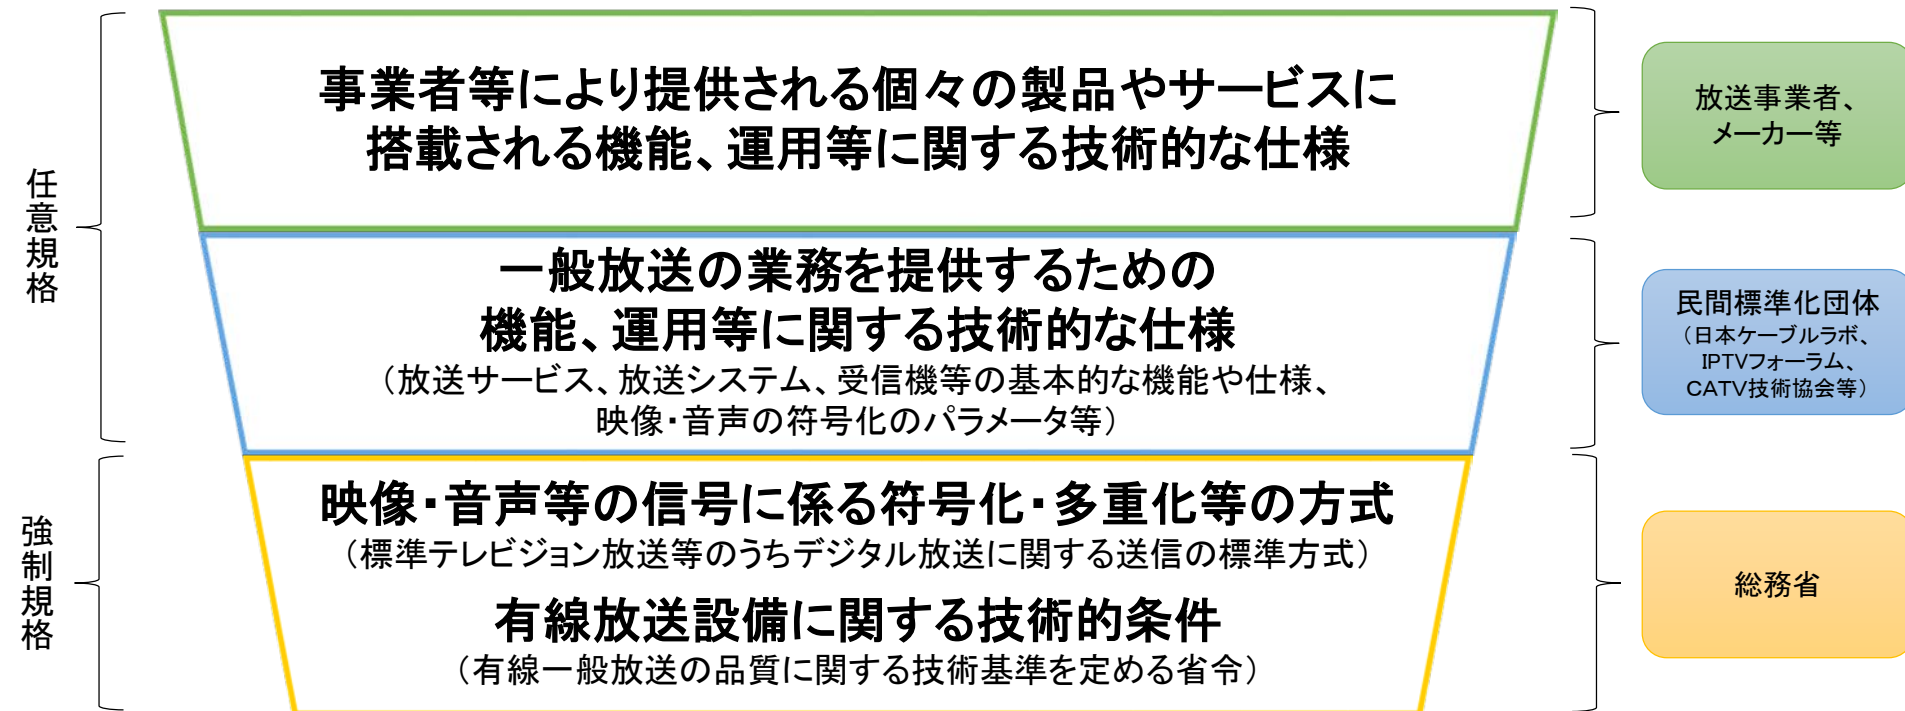 任意規格
事業者等により提供される個々の製品やサービスに
搭載される機能、運用等に関する技術的な仕様
放送事業者、
メーカー等
一般放送の業務を提供するための
機能、運用等に関する技術的な仕様
（放送サービス、放送システム、受信機等の基本的な機能や仕様、
映像・音声の符号化のパラメータ等）
民間標準化団体
（日本ケーブルラボ、
IPTVフォーラム、
CATV技術協会等）
強制規格
映像・音声等の信号に係る符号化・多重化等の方式
（標準テレビジョン放送等のうちデジタル放送に関する送信の標準方式）
有線放送設備に関する技術的条件
（有線一般放送の品質に関する技術基準を定める省令）
総務省